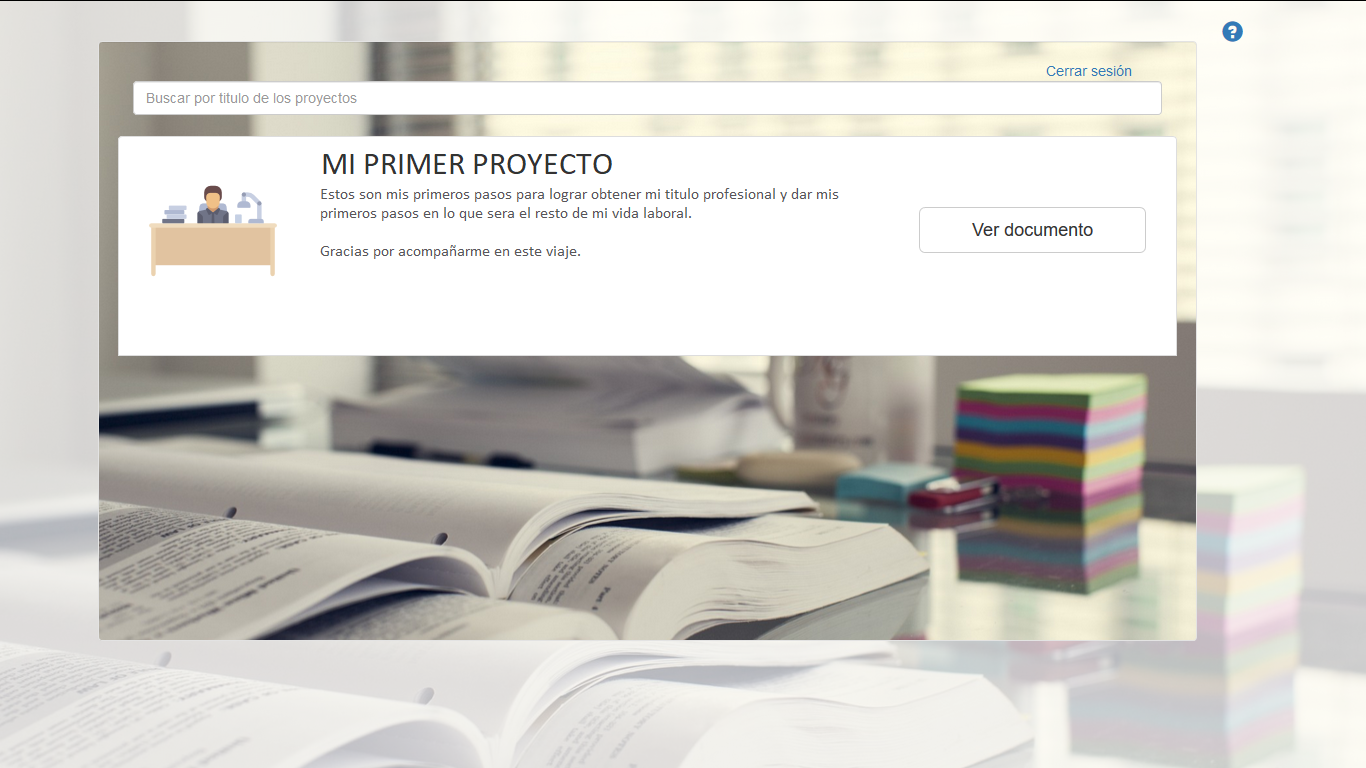 ?
Cerrar sesión
Buscar por titulo de los proyectos
MI PRIMER PROYECTO
Estos son mis primeros pasos para lograr obtener mi titulo profesional y dar mis
primeros pasos en lo que sera el resto de mi vida laboral.
Ver documento
Gracias por acompañarme en este viaje.